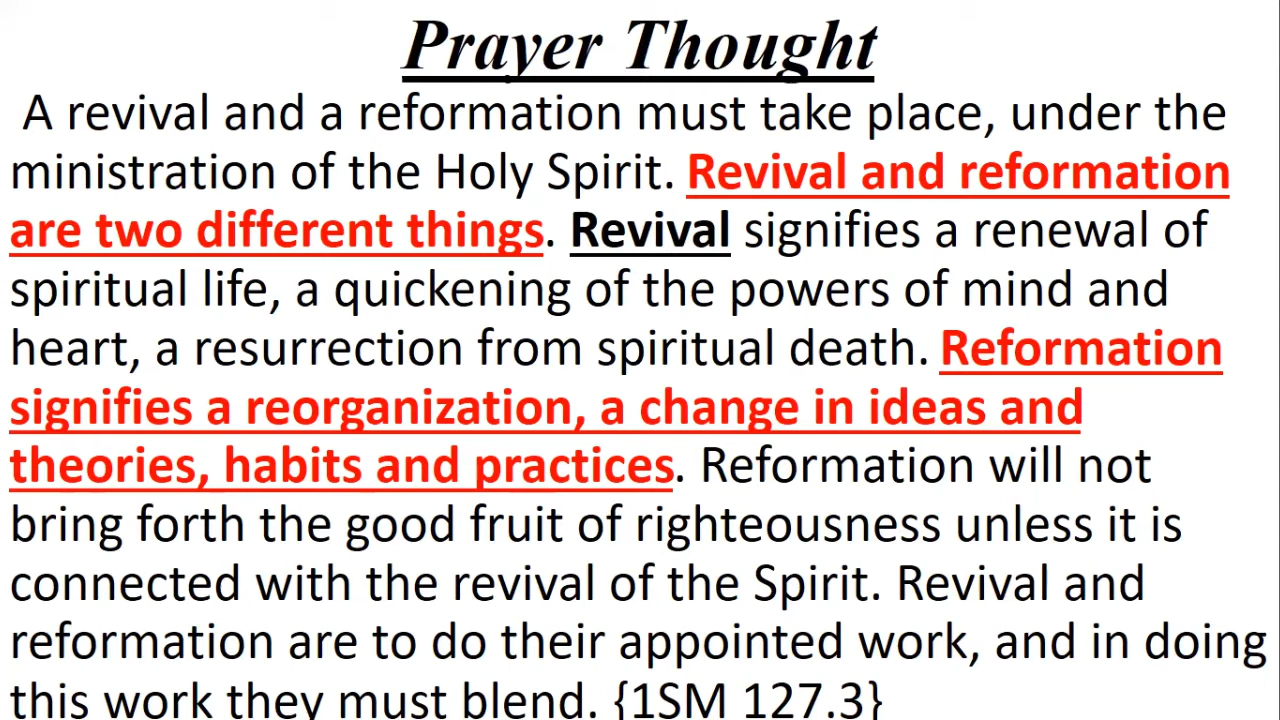 Prayer Thought
A revival and a reformation must take place, under the
ministration of the Holy Spirit. Revival and reformation
are two different things. Revival signifies a renewal of
spiritual life, a quickening of the powers of mind and
heart, a resurrection from spiritual death. Reformation
signifies a reorganization, a change in ideas and
theories, habits and practices. Reformation will not
bring forth the good fruit of righteousness unless it is
connected with the revival of the Spirit. Revival and
reformation are to do their appointed work, and in doing
this work they must blend. {1SM 127.3}